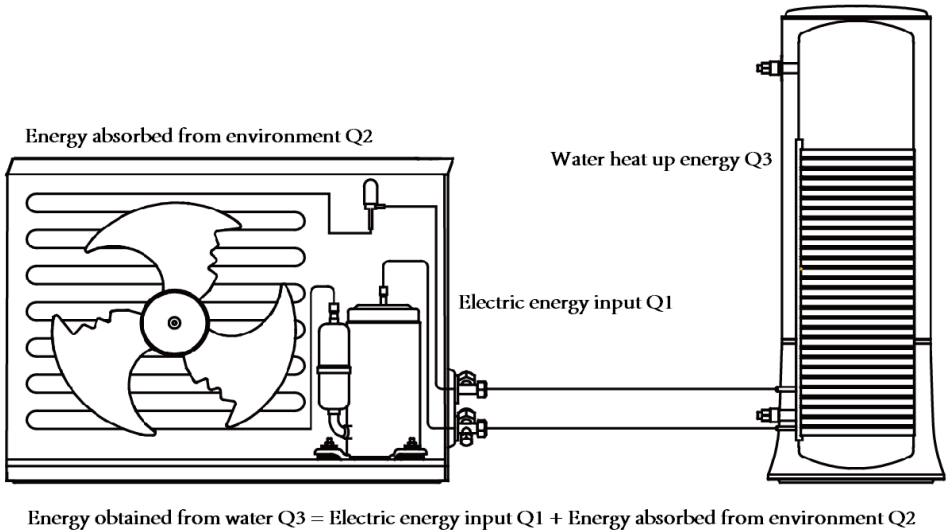 Energy absorbed from environment Q2
Water heat up energy Q3
Electric energy input Q1
Energy obtained from water Q3 = Electric energy input Q1 + Energy absorbed from environment Q2